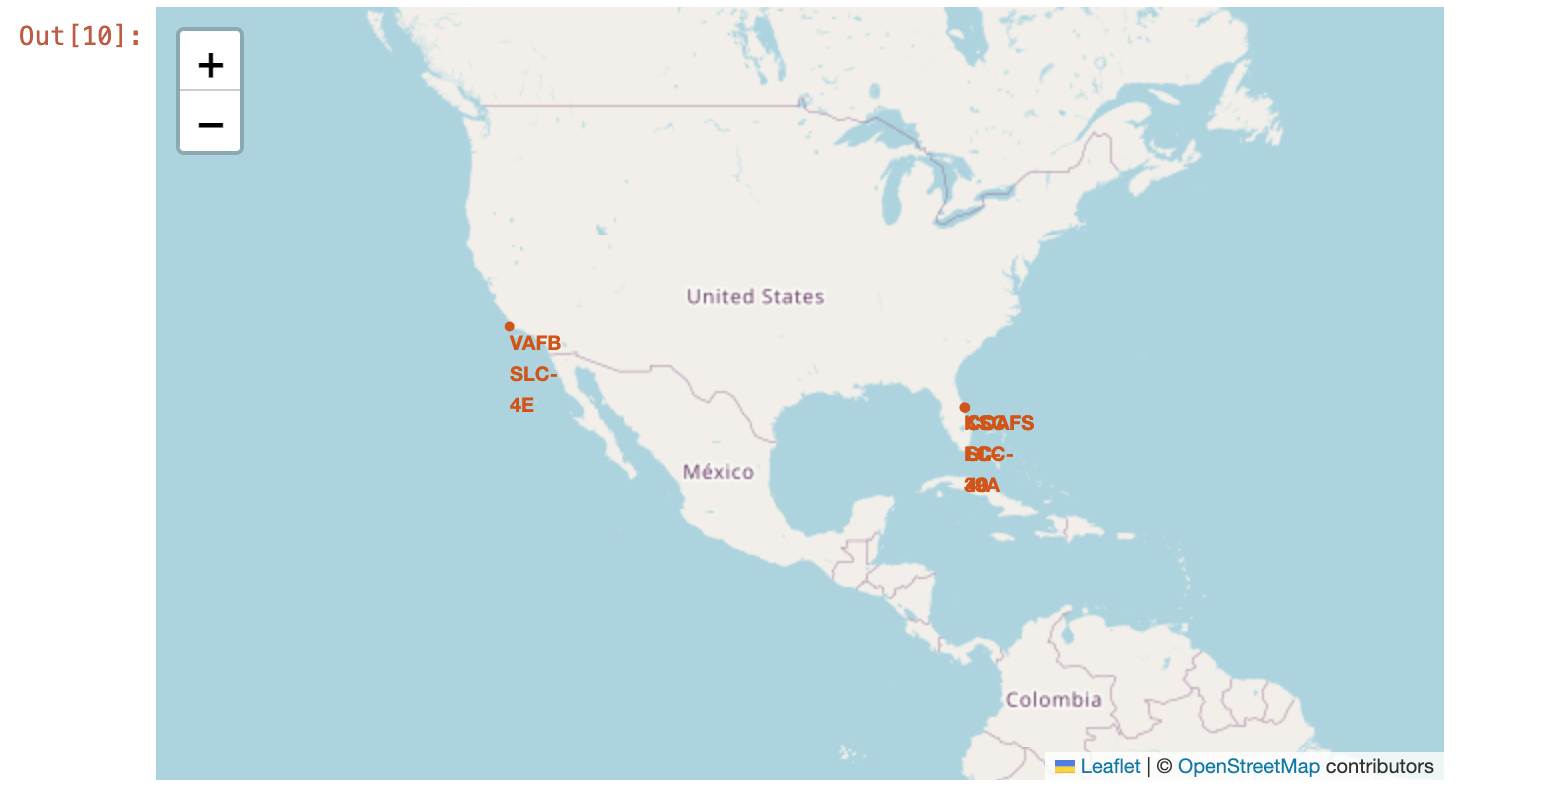 Out[10]:
+
−
United States
VAFB
SLC-
4E
México
Colombia
Leaflet | © OpenStreetMap contributors